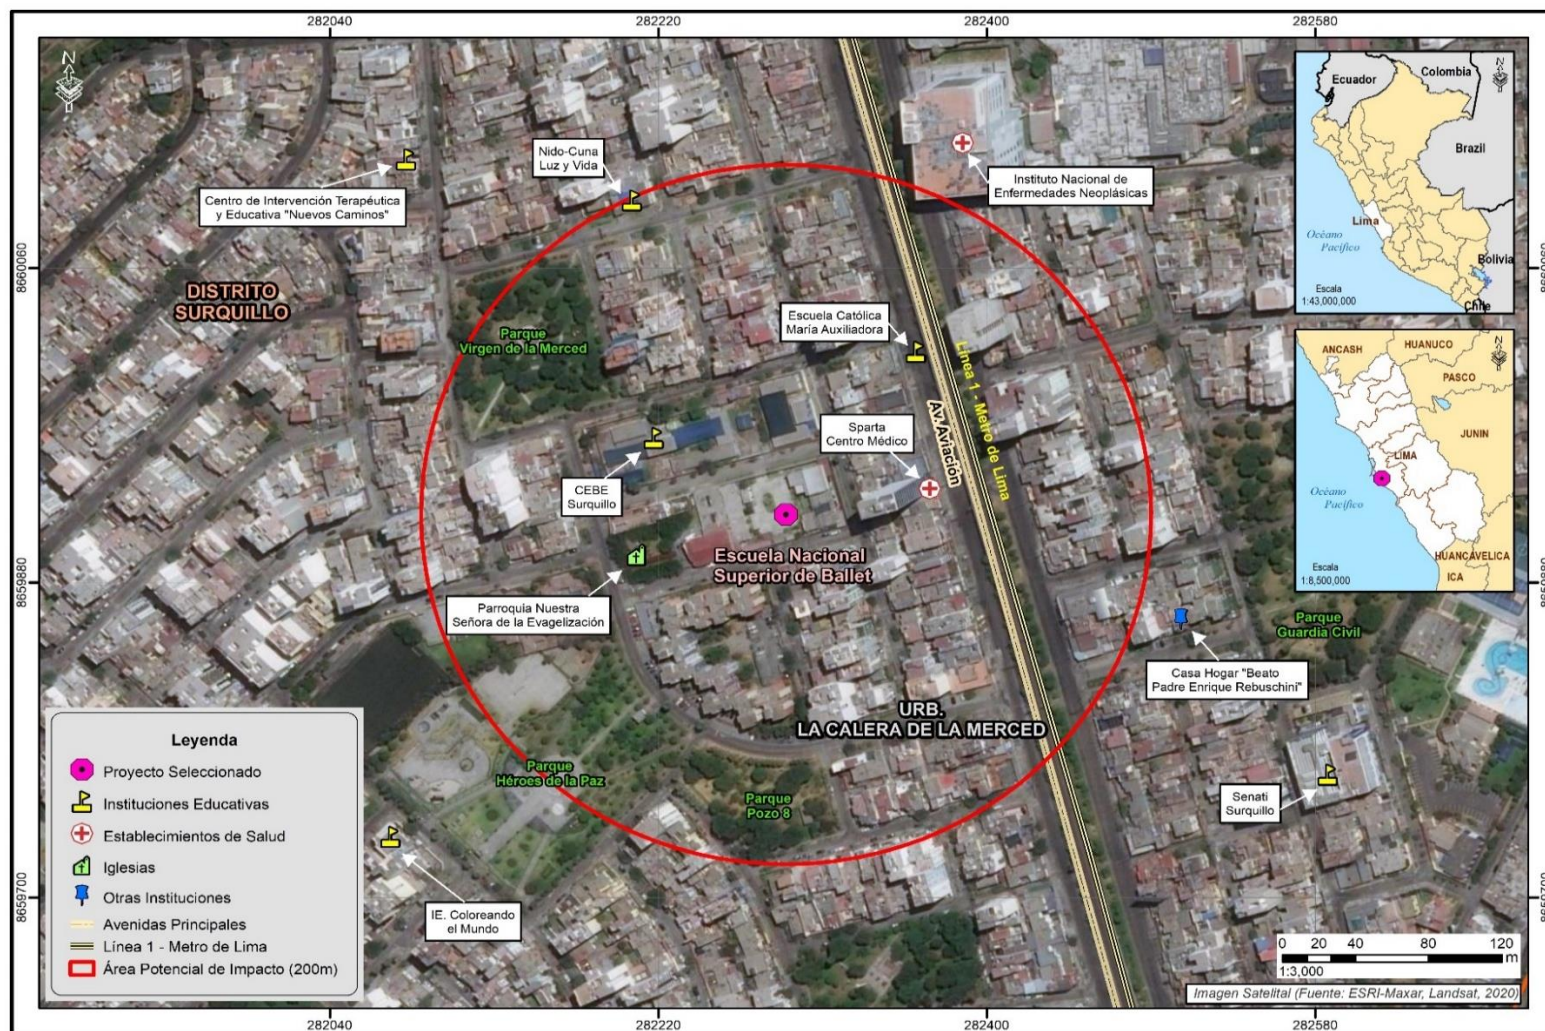 282040
282220
282400
282580
8660060
8659880
8659700
8660060
8659880
8659700
282040
282220
282400
282580
N
Centro de Intervención Terapéutica
y Educativa "Nuevos Caminos"
Nido-Cuna
Luz y Vida
Instituto Nacional de
Enfermedades Neoplásicas
DISTRITO
SURQUILLO
Parque
Virgen de la Merced
Escuela Católica
María Auxiliadora
Línea 1 - Metro de Lima
Av. Aviación
Sparta
Centro Médico
CEBE
Surquillo
Escuela Nacional
Superior de Ballet
Parroquia Nuestra
Señora de la Evagelización
Parque
Guardia Civil
Casa Hogar "Beato
Padre Enrique Rebuschini"
URB.
LA CALERA DE LA MERCED
Parque
Héroes de la Paz
Parque
Pozo 8
Senati
Surquillo
IE. Coloreando
el Mundo
Leyenda
Proyecto Seleccionado
Instituciones Educativas
Establecimientos de Salud
Iglesias
Otras Instituciones
Avenidas Principales
Línea 1 - Metro de Lima
Área Potencial de Impacto (200m)
Ecuador
Colombia
N
Brazil
Lima
Océano
Pacífico
Bolivia
Escala
1:43,000,000
Chile
ANCASH
HUANUCO
N
PASCO
JUNIN
LIMA
Océano
Pacífico
HUANCAVELICA
Escala
1:8,500,000
ICA
0 20 40 80 120
m
1:3,000
Imagen Satelital (Fuente: ESRI-Maxar, Landsat, 2020)